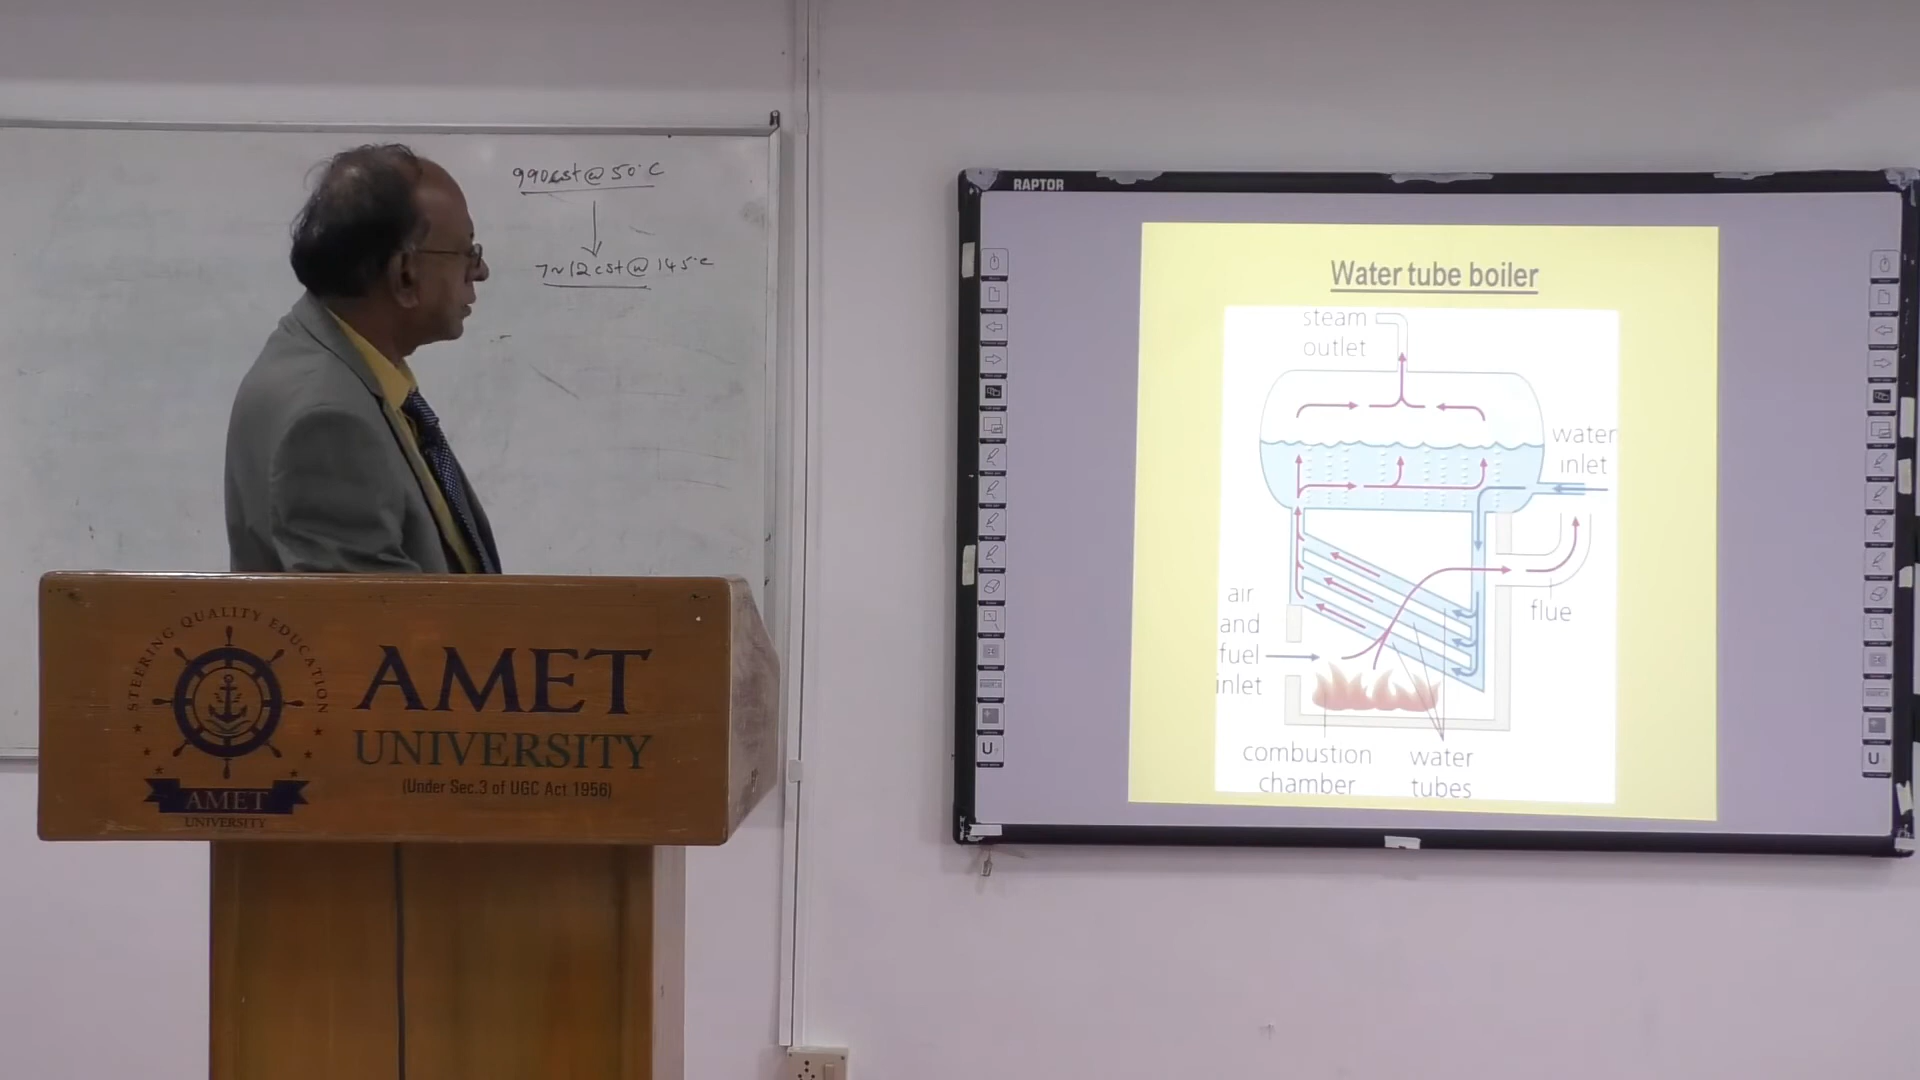 990cst@50°C
7~12cst@145°C
STEERING QUALITY EDUCATION
AMET
UNIVERSITY
AMET
UNIVERSITY
(Under Sec.3 of UGC Act 1956)
RAPTOR
Water tube boiler
steam
outlet
water
inlet
air
and
fuel
inlet
flue
combustion
chamber
water
tubes
U
U